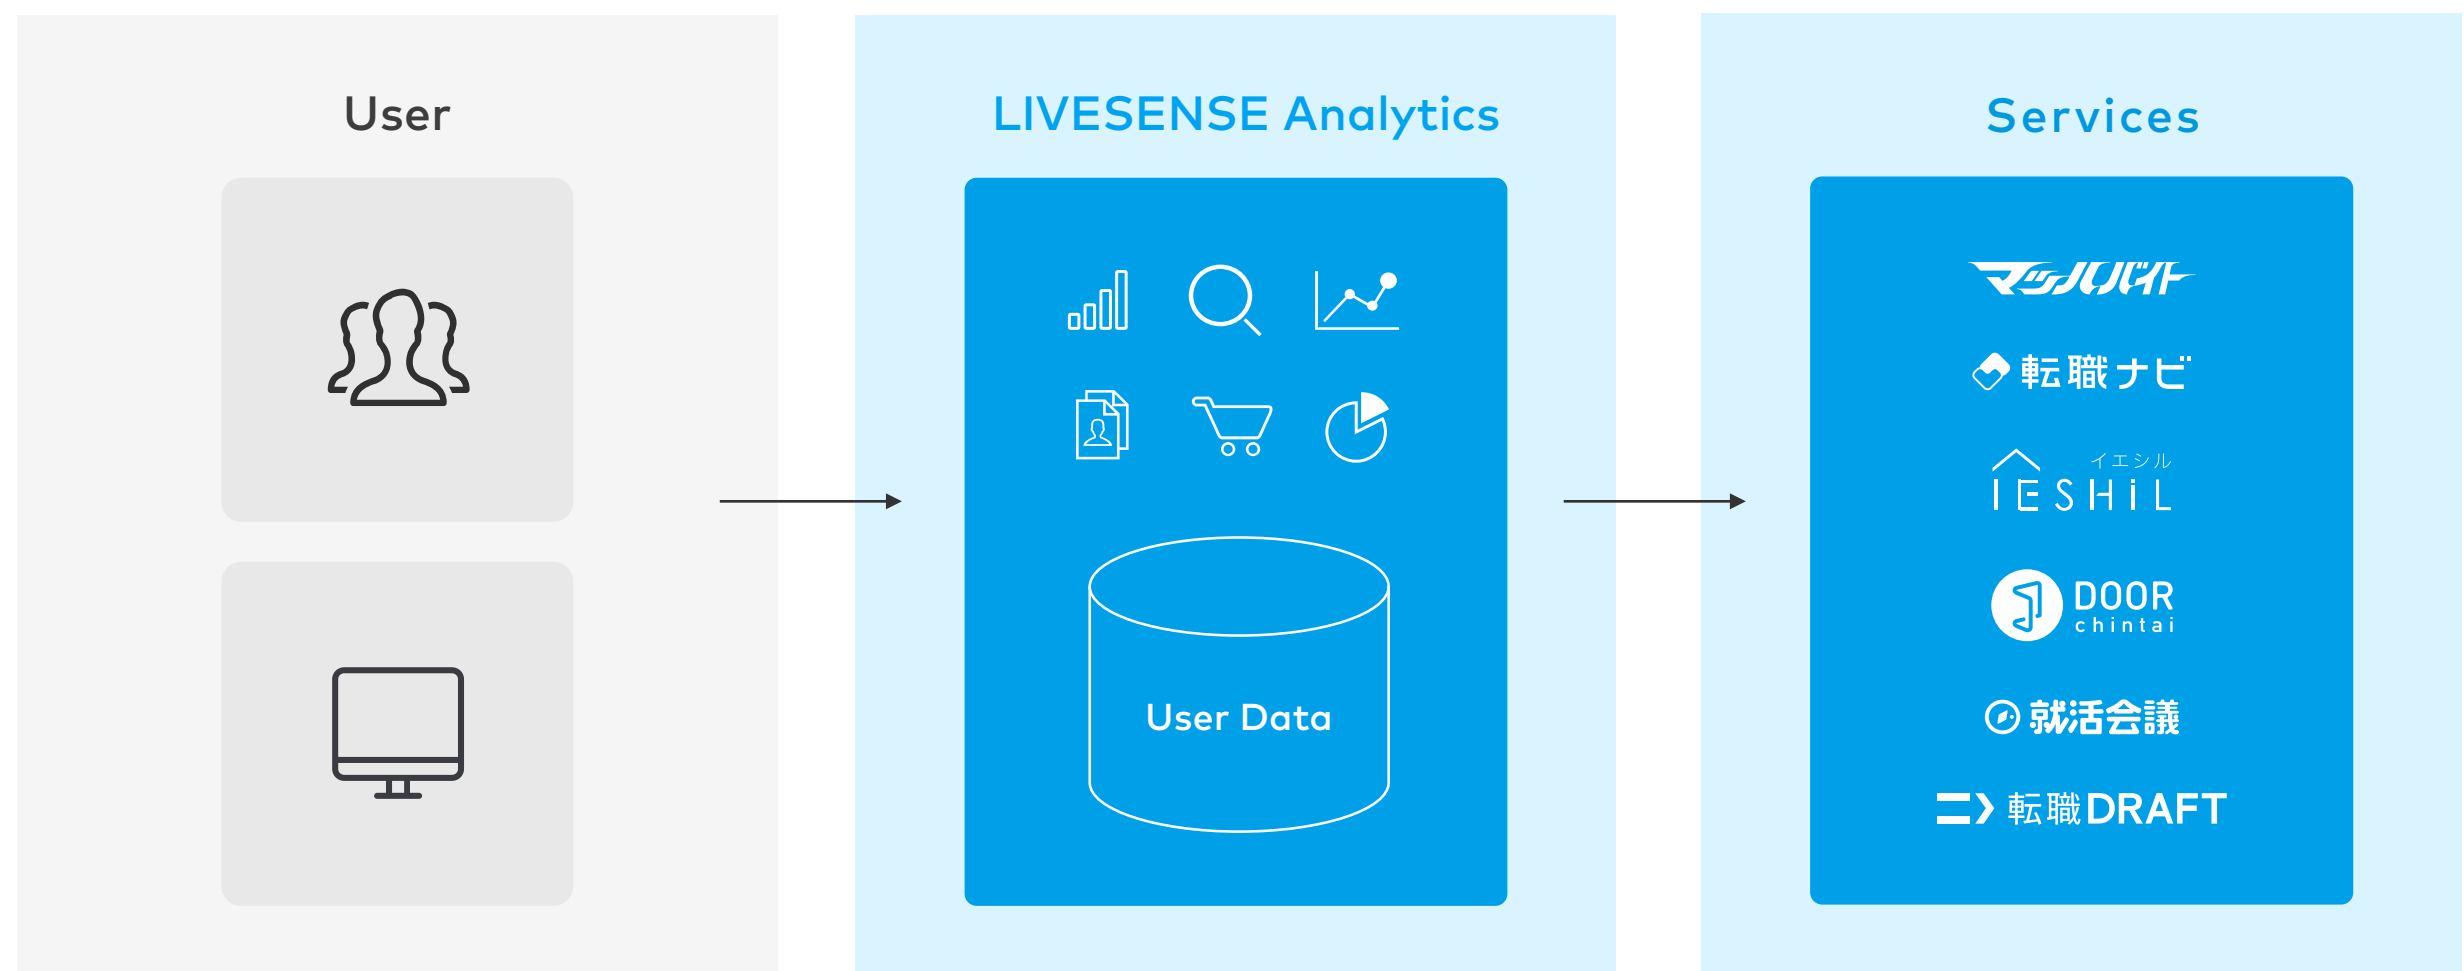 User
LIVESENSE Analytics
User Data
Services
マッハバイト
転職ナビ
イエシル
IESHIL
DOOR
chintai
就活会議
転職DRAFT